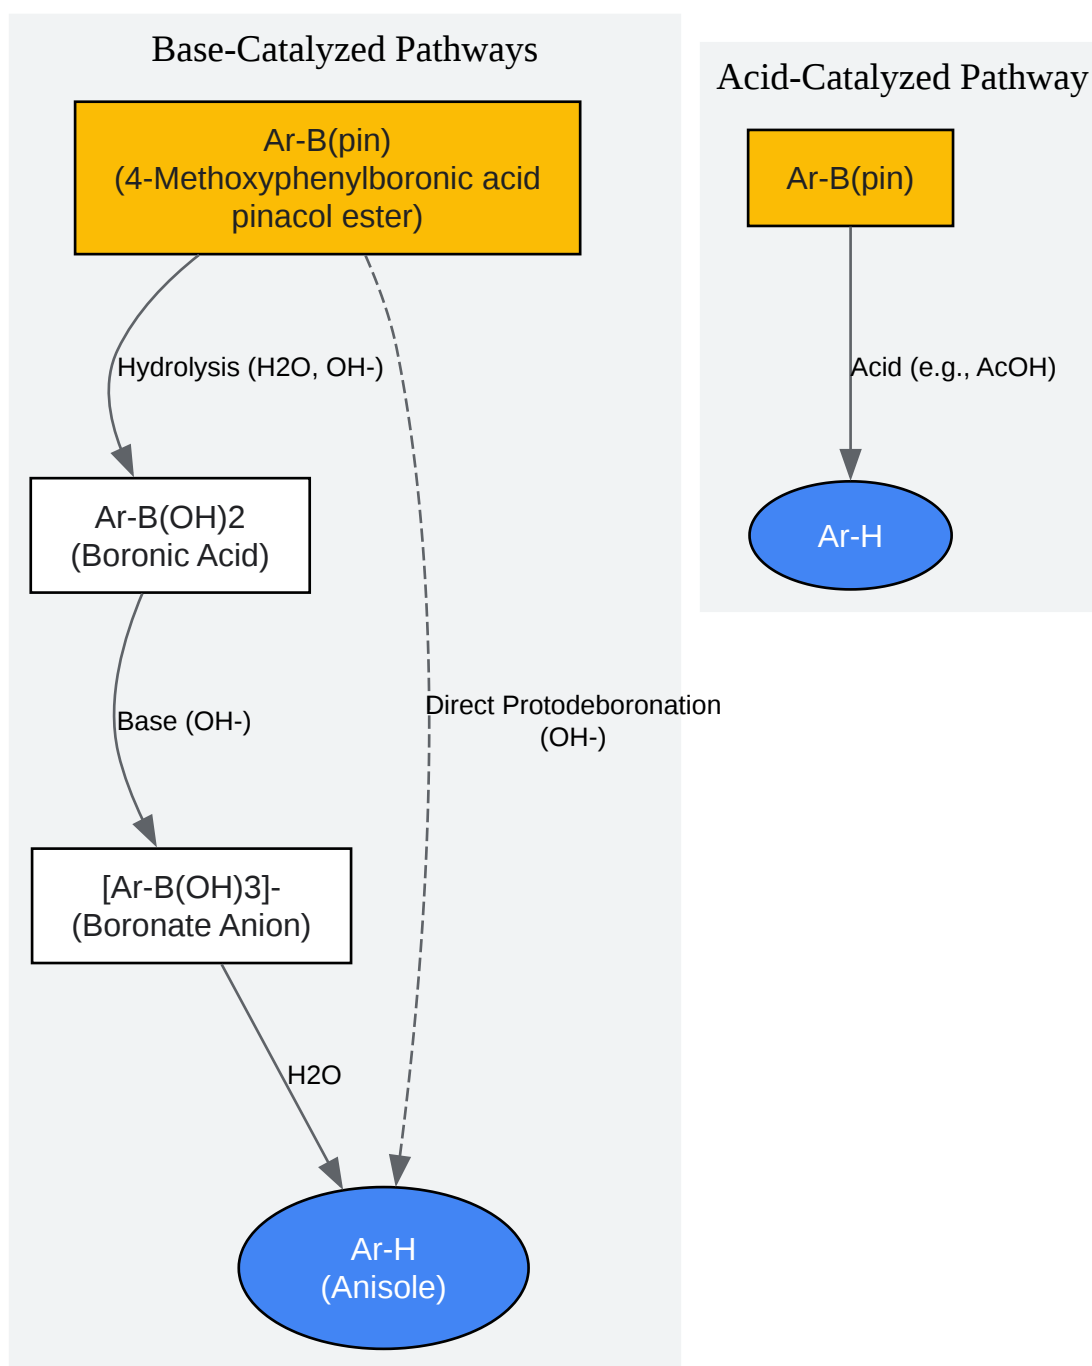 Base-Catalyzed Pathways
Ar-B(pin)
(4-Methoxyphenylboronic acid
pinacol ester)
Hydrolysis (H2O, OH-)
Ar-B(OH)2
(Boronic Acid)
Direct Protodeboronation
(OH-)
Base (OH-)
[Ar-B(OH)3]-
(Boronate Anion)
H2O
Ar-H
(Anisole)
Acid-Catalyzed Pathway
Ar-B(pin)
Acid (e.g., AcOH)
Ar-H